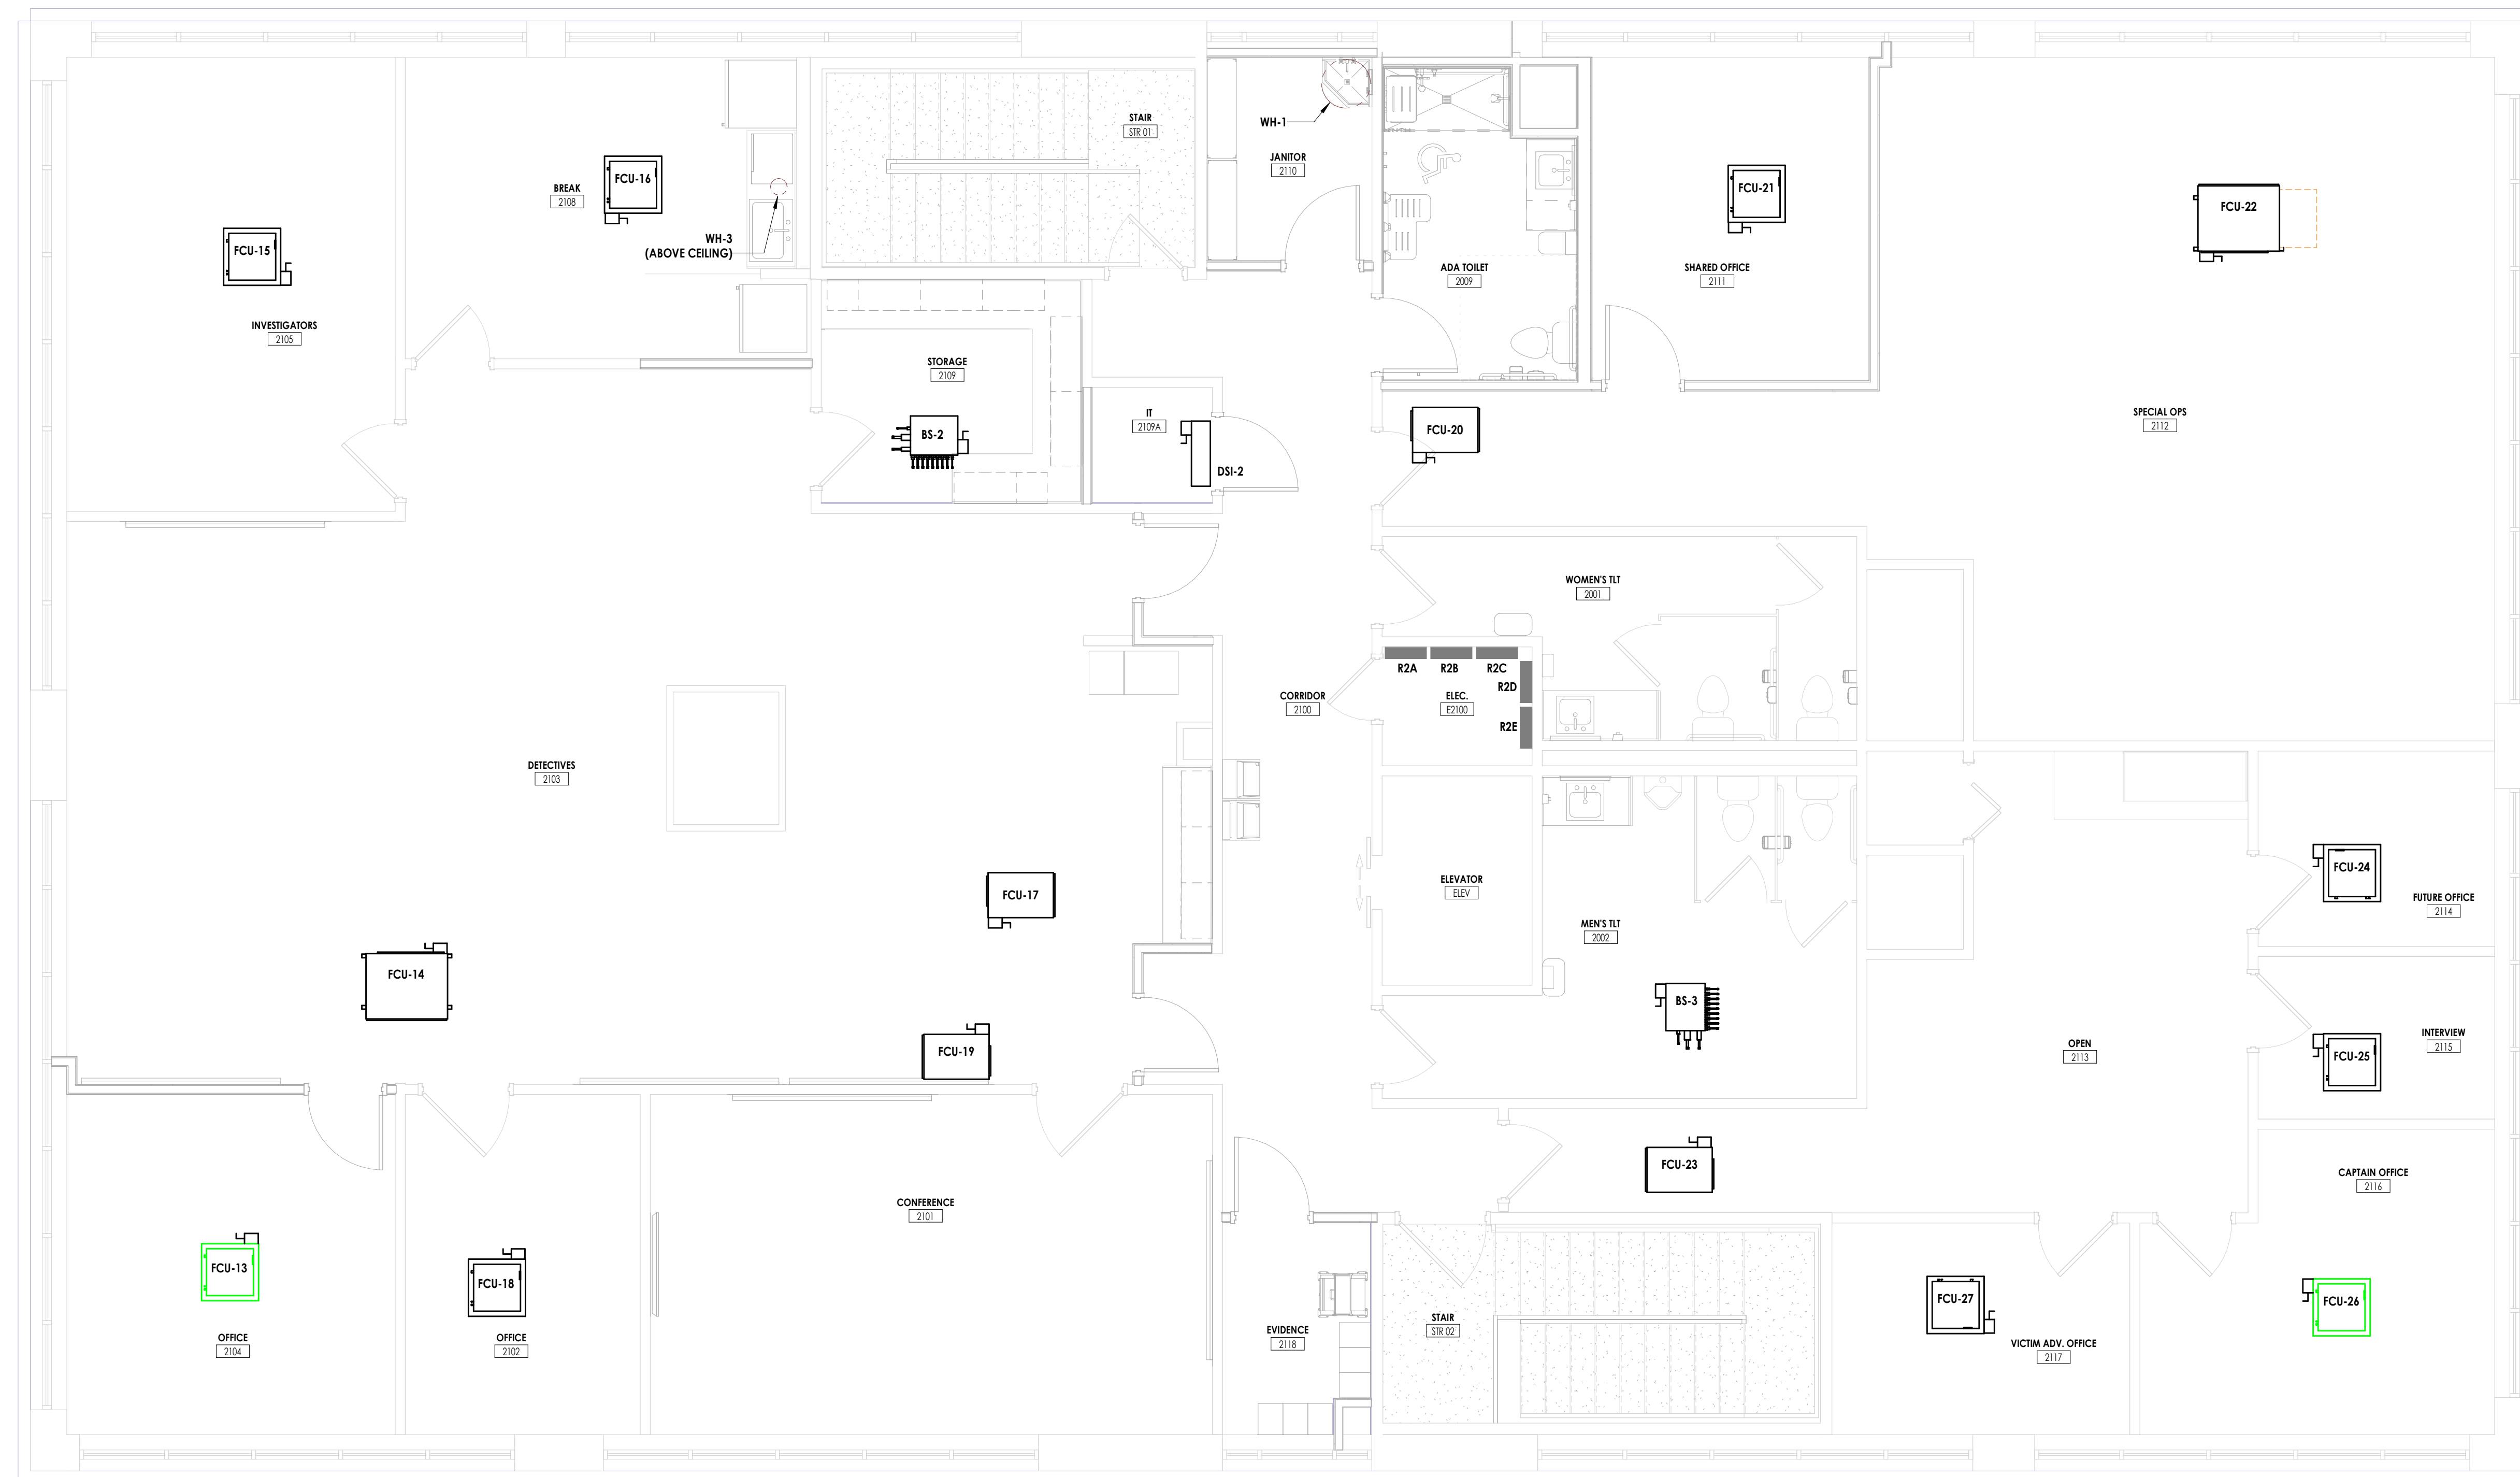 STAIR
STR 01
WH-1
JANITOR
2110
BREAK
2108
FCU-16
FCU-21
FCU-22
WH-3
(ABOVE CEILING)
FCU-15
ADA TOILET
2009
SHARED OFFICE
2111
INVESTIGATORS
2105
STORAGE
2109
IT
2109A
SPECIAL OPS
2112
BS-2
FCU-20
DSI-2
WOMEN'S TLT
2001
R2A
R2B
R2C
R2D
CORRIDOR
2100
ELEC.
E2100
R2E
DETECTIVES
2103
FCU-24
ELEVATOR
ELEV
FCU-17
FUTURE OFFICE
2114
MEN'S TLT
2002
FCU-14
BS-3
INTERVIEW
2115
FCU-19
OPEN
2113
FCU-25
FCU-23
CAPTAIN OFFICE
2116
CONFERENCE
2101
FCU-13
FCU-18
FCU-27
FCU-26
STAIR
STR 02
EVIDENCE
2118
OFFICE
2104
OFFICE
2102
VICTIM ADV. OFFICE
2117